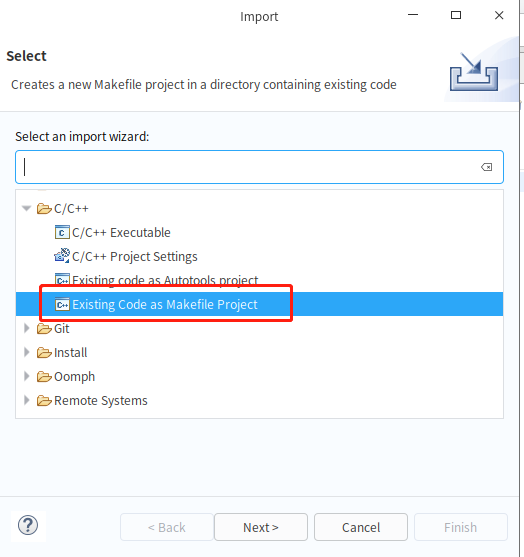 Import
Select
Creates a new Makefile project in a directory containing existing code
Select an import wizard:
C/C++
C/C++ Executable
C/C++ Project Settings
Existing code as Autotools project
Existing Code as Makefile Project
Git
Install
Oomph
Remote Systems
< Back
Next >
Cancel
Finish